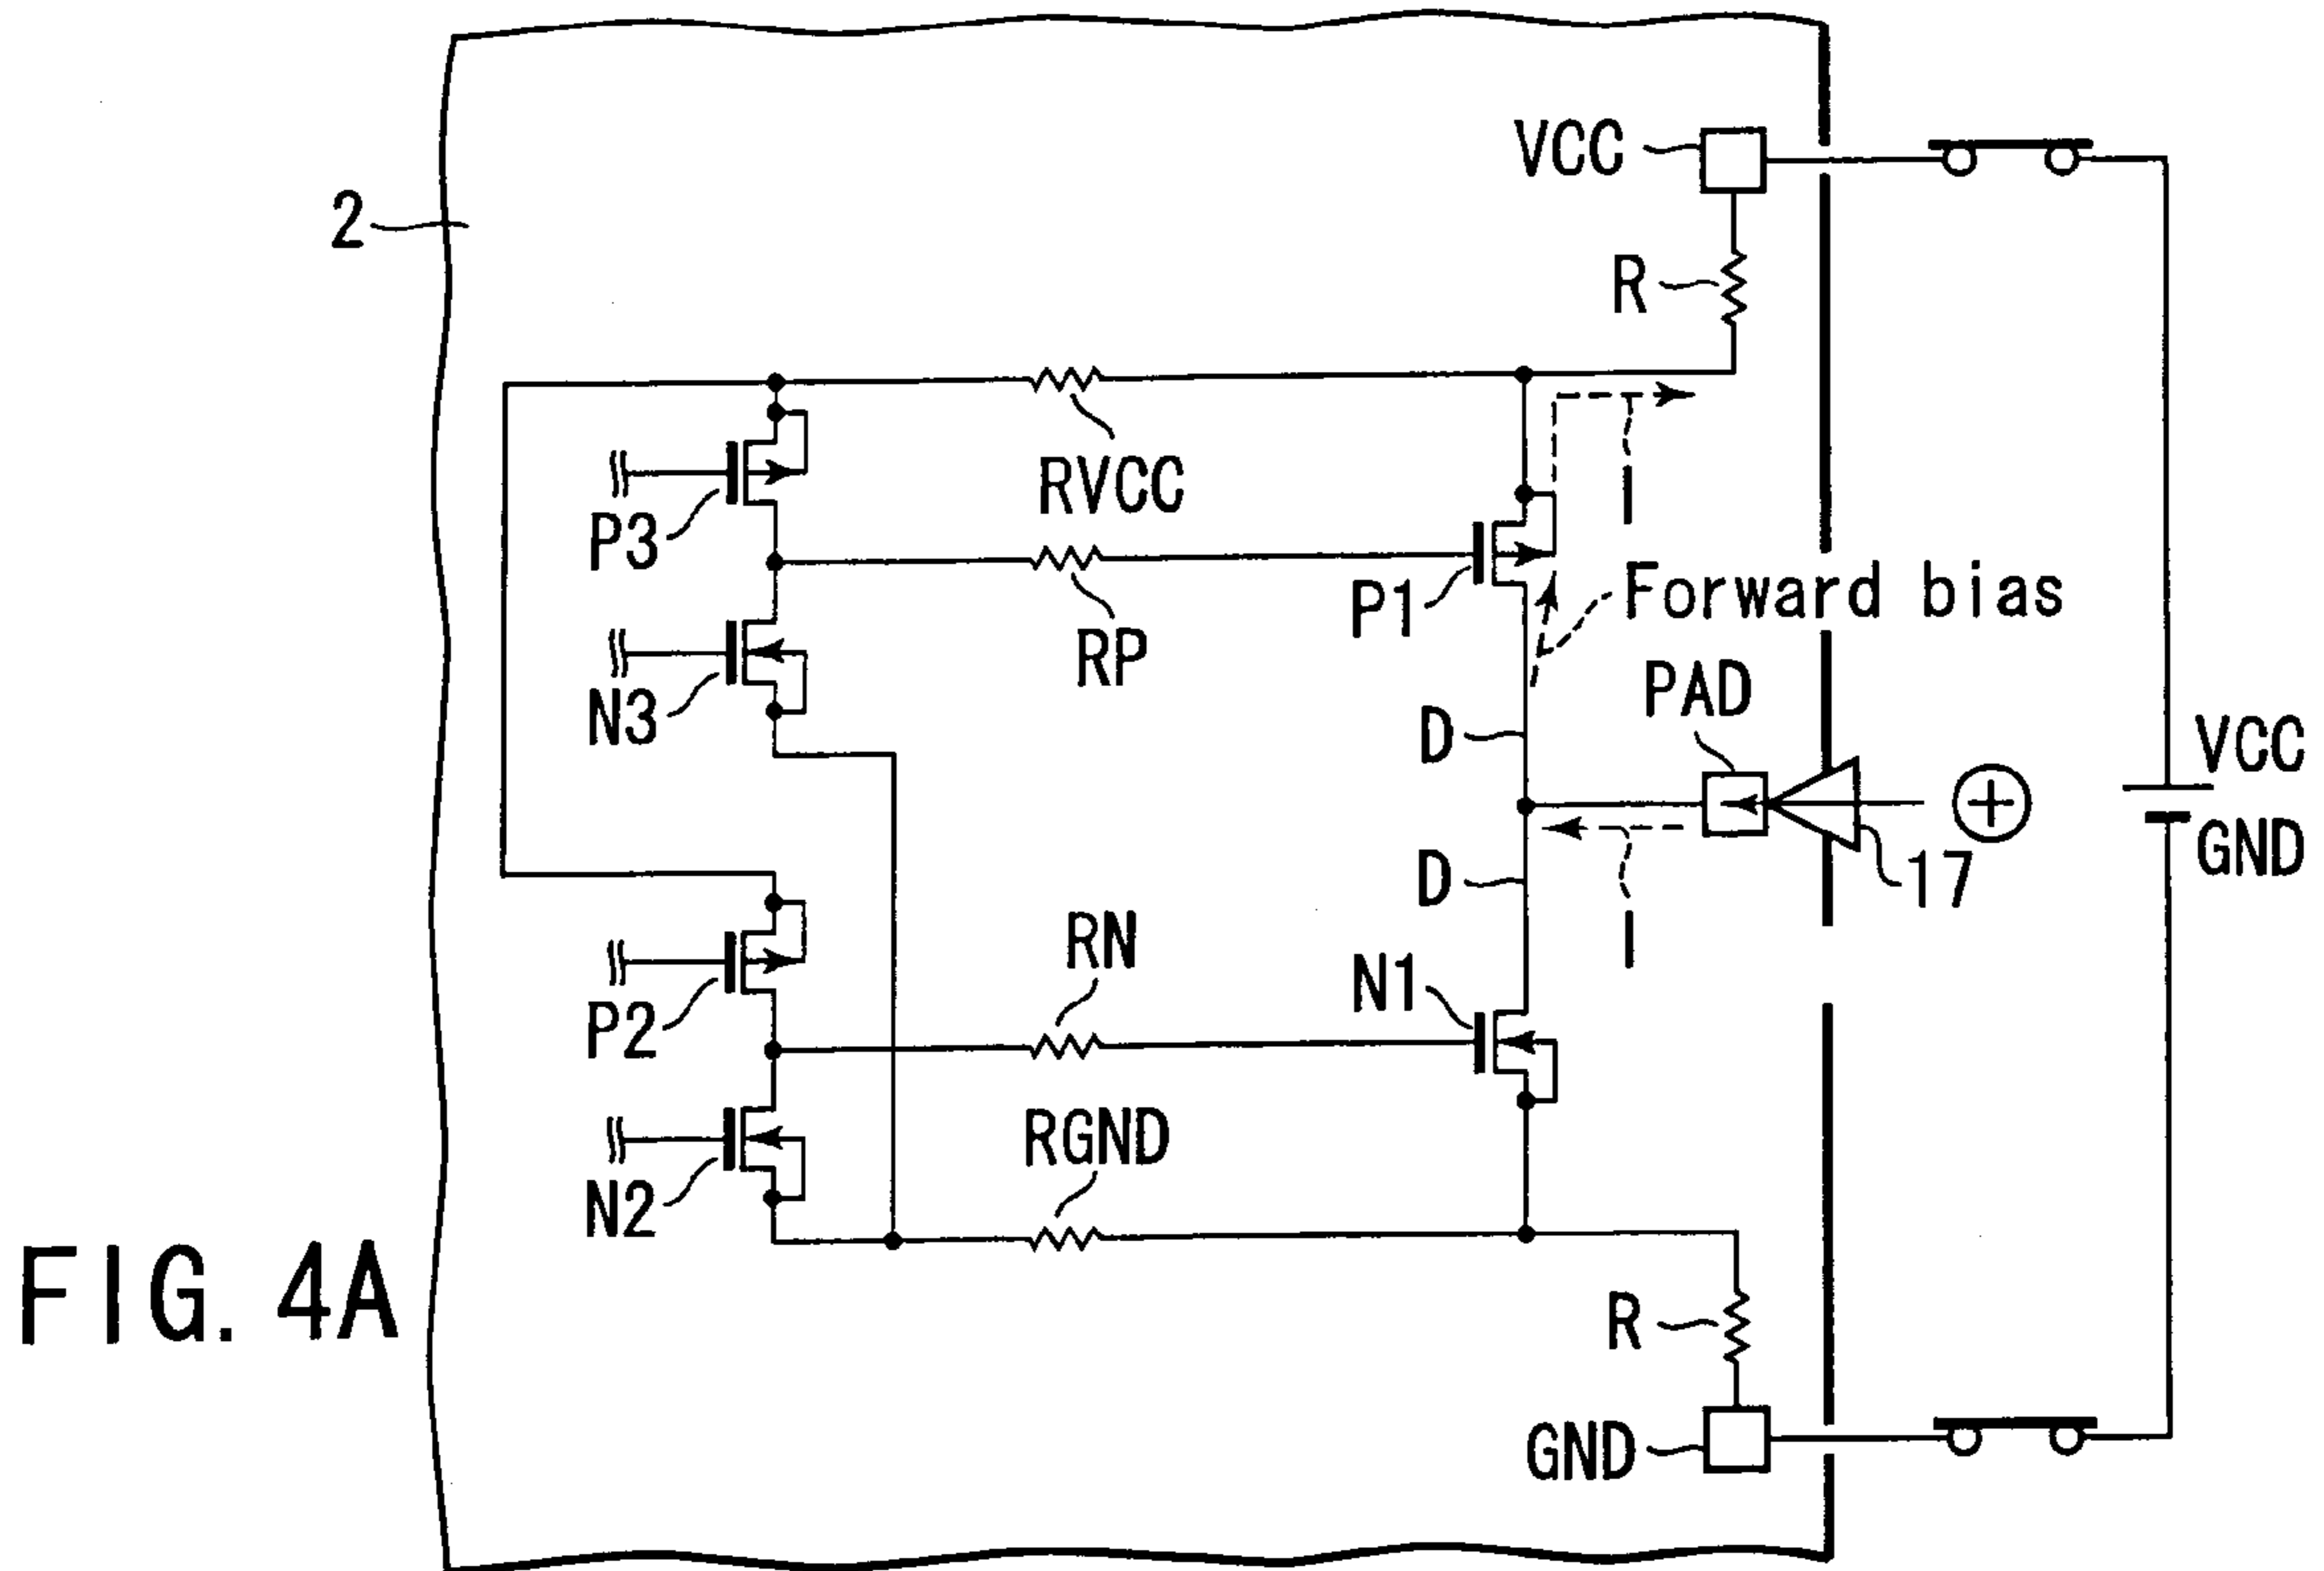 VCC
2
R
RVCC
I
P3
P1
Forward bias
RP
PAD
N3
D
VCC
+
GND
D
17
RN
I
N1
P2
RGND
N2
R
FIG. 4A
GND